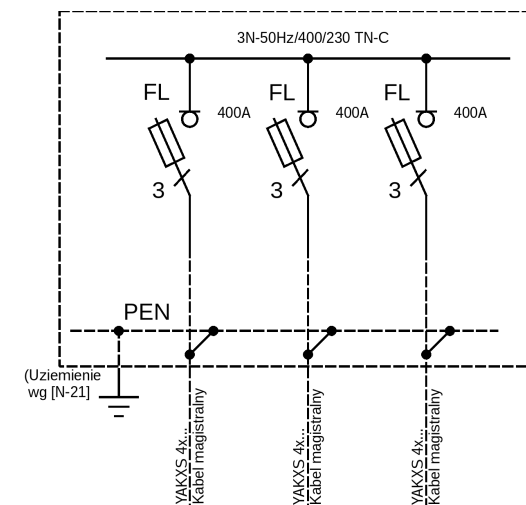 3N-50Hz/400/230 TN-C
FL
400A
FL
400A
FL
400A
3
3
3
PEN
(Uziemienie
wg [N-21]
YAKXS 4x...
Kabel magistralny
YAKXS 4x...
Kabel magistralny
YAKXS 4x...
Kabel magistralny